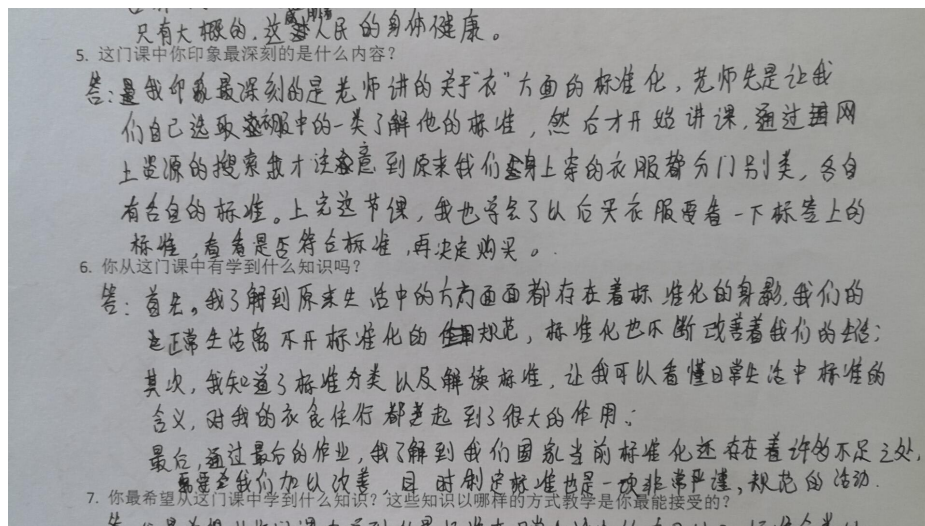 只有大概的，这威胁人民的身体健康。
5. 这门课中你印象最深刻的是什么内容？
答：我印象最深刻的是老师讲的关于“衣”方面的标准化，老师先是让我
们自己选取衣服中的一类了解他的标准，然后才开始讲课，通过网
上资源的搜索我才注意到原来我们身上穿的衣服都分门别类，各自
有各自的标准。上完这节课，我也学会了以后买衣服要看一下标签上的
标准，看看是否符合标准，再决定购买。
6. 你从这门课中有学到什么知识吗？
答：首先。我了解到原来生活中的方方面面都存在着标准化的身影，我们的
正常生活离不开标准化的规范，标准化也不断改善着我们的生活；
其次，我知道了标准分类以及解读标准，让我可以看懂日常生活中标准的
含义，对我的衣食住行都起到了很大的作用；
最后，通过最后的作业，我了解到我们国家当前标准化还存在着许多不足之处，
需要我们加以改善，同时制定标准也是一项非常严谨，规范的活动.
7. 你最希望从这门课中学到什么知识？这些知识以哪样的方式教学是你最能接受的？